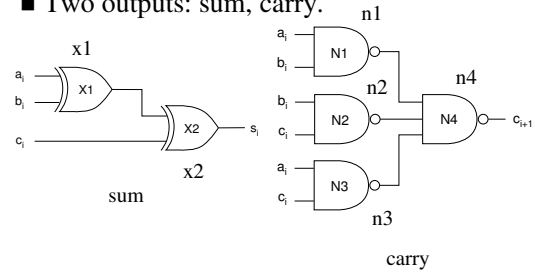 ■ Two outputs: sum, carry.
x1
a_i
b_i
X1
c_i
X2
s_i
x2
sum
n1
a_i
b_i
N1
n2
b_i
c_i
N2
n4
N4
c_{i+1}
a_i
c_i
N3
n3
carry